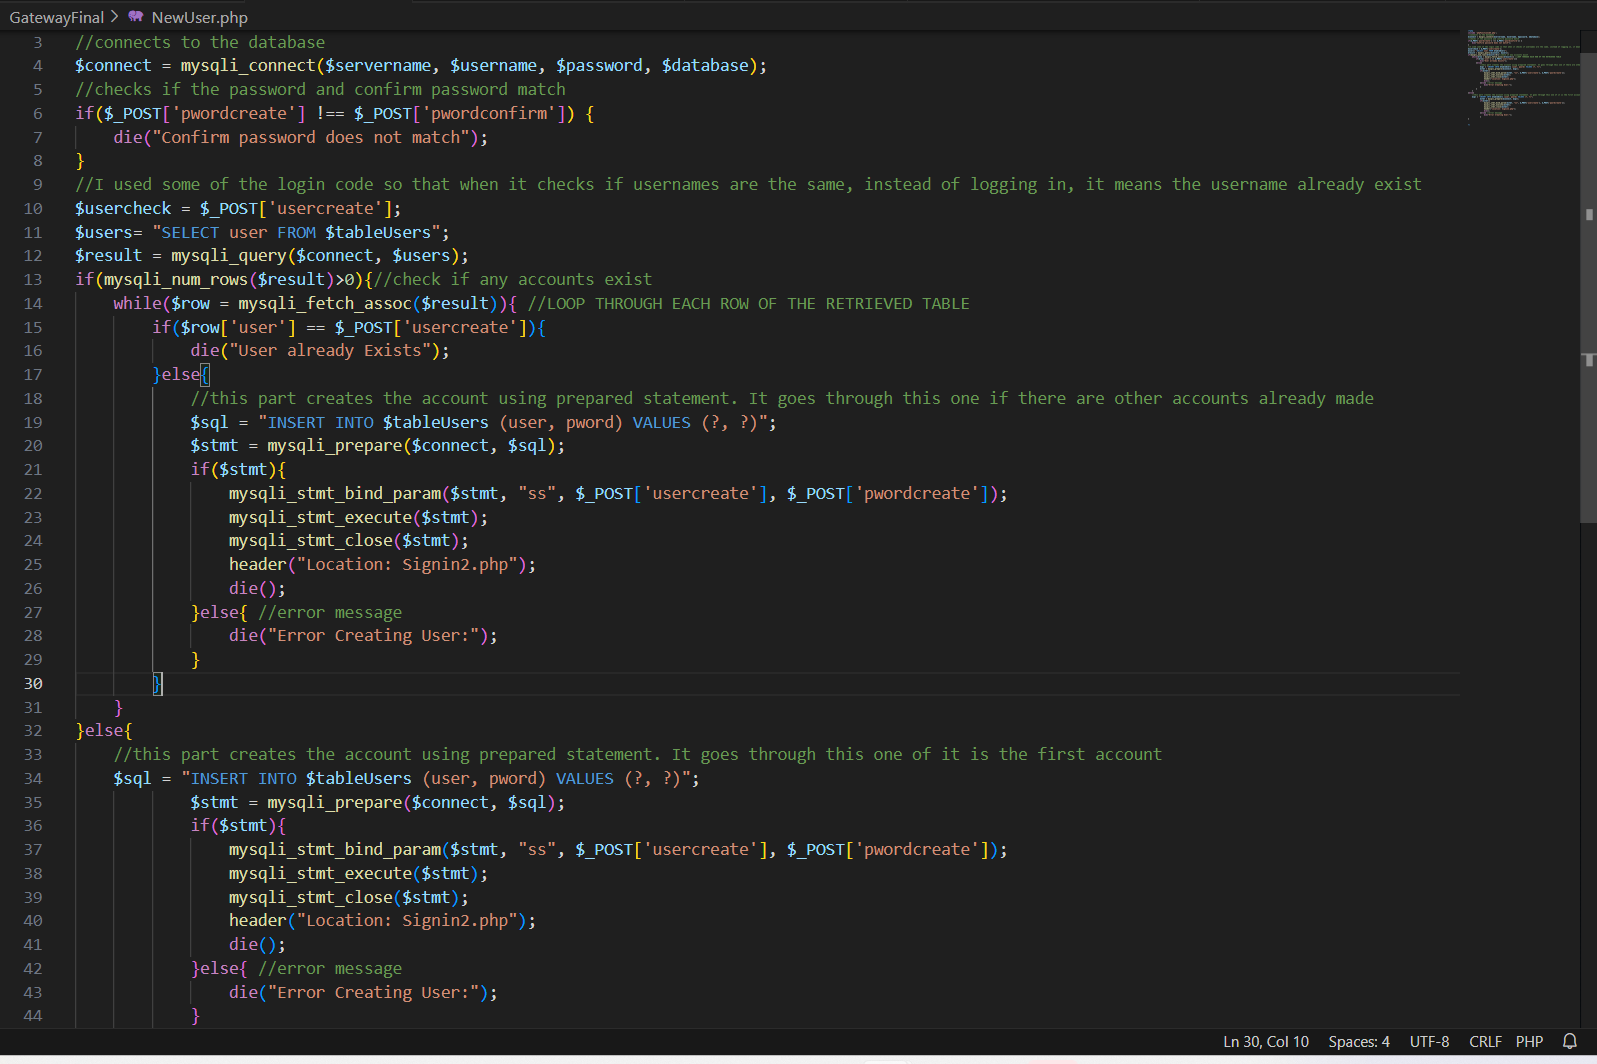 GatewayFinal > NewUser.php
3 //connects to the database
4 $connect = mysqli_connect($servername, $username, $password, $database);
5 //checks if the password and confirm password match
6 if($_POST['pwordcreate'] !== $_POST['pwordconfirm']) {
7 die("Confirm password does not match");
8 }
9 //I used some of the login code so that when it checks if usernames are the same, instead of logging in, it means the username already exist
10 $usercheck = $_POST['usercreate'];
11 $users= "SELECT user FROM $tableUsers";
12 $result = mysqli_query($connect, $users);
13 if(mysqli_num_rows($result)>0){//check if any accounts exist
14 while($row = mysqli_fetch_assoc($result)){ //LOOP THROUGH EACH ROW OF THE RETRIEVED TABLE
15 if($row['user'] == $_POST['usercreate']){
16 die("User already Exists");
17 }else{
18 //this part creates the account using prepared statement. It goes through this one if there are other accounts already made
19 $sql = "INSERT INTO $tableUsers (user, pword) VALUES (?, ?)";
20 $stmt = mysqli_prepare($connect, $sql);
21 if($stmt){
22 mysqli_stmt_bind_param($stmt, "ss", $_POST['usercreate'], $_POST['pwordcreate']);
23 mysqli_stmt_execute($stmt);
24 mysqli_stmt_close($stmt);
25 header("Location: Signin2.php");
26 die();
27 }else{ //error message
28 die("Error Creating User:");
29 }
30 }
31 }
32 }else{
33 //this part creates the account using prepared statement. It goes through this one of it is the first account
34 $sql = "INSERT INTO $tableUsers (user, pword) VALUES (?, ?)";
35 $stmt = mysqli_prepare($connect, $sql);
36 if($stmt){
37 mysqli_stmt_bind_param($stmt, "ss", $_POST['usercreate'], $_POST['pwordcreate']);
38 mysqli_stmt_execute($stmt);
39 mysqli_stmt_close($stmt);
40 header("Location: Signin2.php");
41 die();
42 }else{ //error message
43 die("Error Creating User:");
44 }
Ln 30, Col 10 Spaces: 4 UTF-8 CRLF PHP